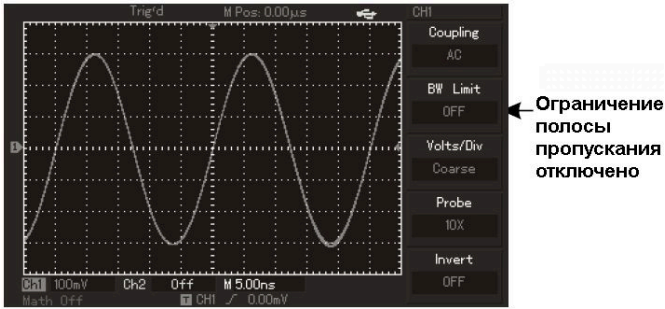 Trig'd M Pos: 0.00μs CH1
Coupling
AC
BW Limit
OFF
Volts/Div
Coarse
Probe
10X
Invert
OFF
1
Ch1 100mV Ch2 Off M 5.00ns
Math Off T CH1 0.00mV
Ограничение
полосы
пропускания
отключено